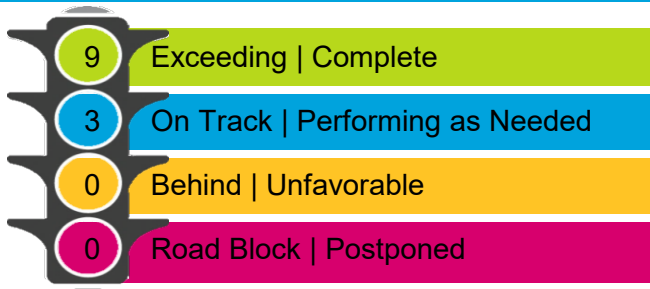 9 Exceeding | Complete
3 On Track | Performing as Needed
0 Behind | Unfavorable
0 Road Block | Postponed